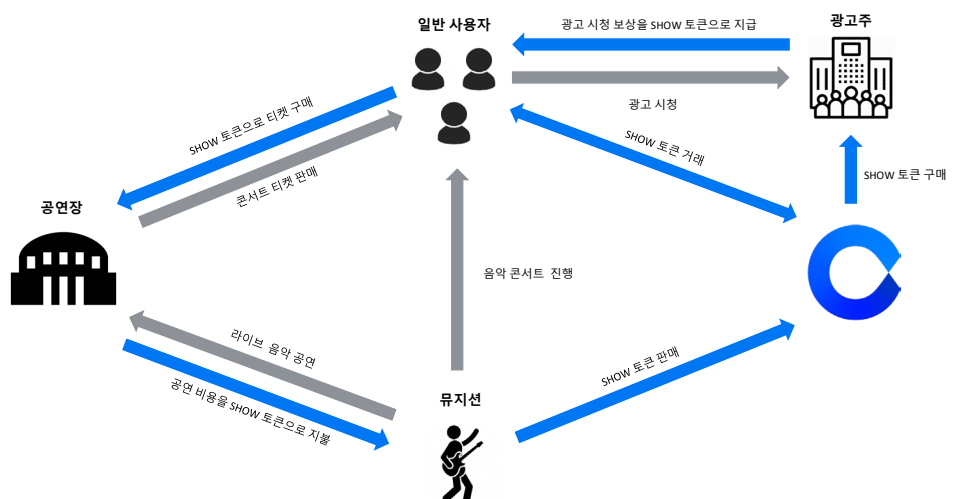 일반 사용자
광고 시청 보상을 SHOW 토큰으로 지급
광고주
광고 시청
SHOW 토큰으로 티켓 구매
콘서트 티켓 판매
SHOW 토큰 거래
SHOW 토큰 구매
공연장
음악 콘서트 진행
라이브 음악 공연
공연 비용을 SHOW 토큰으로 지불
SHOW 토큰 판매
뮤지션